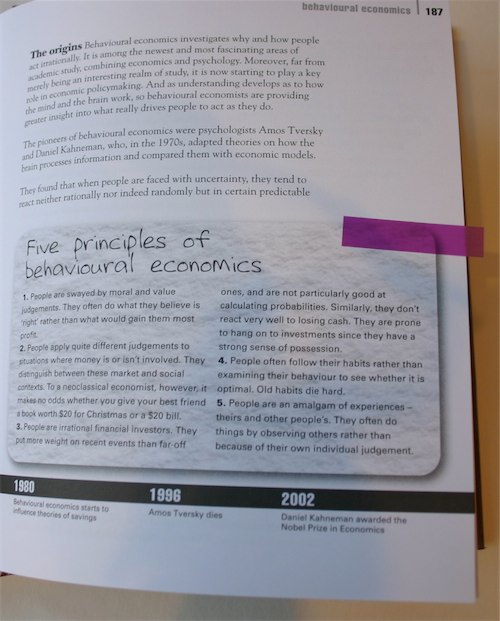 behavioural economics 187
The origins Behavioural economics investigates why and how people
act irrationally. It is among the newest and most fascinating areas of
academic study, combining economics and psychology. Moreover, far from
merely being an interesting realm of study, it is now starting to play a key
role in economic policymaking. And as understanding develops as to how
the mind and the brain work, so behavioural economists are providing
greater insight into what really drives people to act as they do.
The pioneers of behavioural economics were psychologists Amos Tversky
and Daniel Kahneman, who, in the 1970s, adapted theories on how the
brain processes information and compared them with economic models.
They found that when people are faced with uncertainty, they tend to
react neither rationally nor indeed randomly but in certain predictable
Five principles of
behavioural economics
1. People are swayed by moral and value
judgements. They often do what they believe is
'right' rather than what would gain them most
profit.
2. People apply quite different judgements to
situations where money is or isn't involved. They
distinguish between these market and social
contexts. To a neoclassical economist, however, it
makes no odds whether you give your best friend
a book worth $20 for Christmas or a $20 bill.
3. People are irrational financial investors. They
put more weight on recent events than far-off
ones, and are not particularly good at
calculating probabilities. Similarly, they don't
react very well to losing cash. They are prone
to hang on to investments since they have a
strong sense of possession.
4. People often follow their habits rather than
examining their behaviour to see whether it is
optimal. Old habits die hard.
5. People are an amalgam of experiences –
theirs and other people's. They often do
things by observing others rather than
because of their own individual judgement.
1980
Behavioural economics starts to
influence theories of savings
1996
Amos Tversky dies
2002
Daniel Kahneman awarded the
Nobel Prize in Economics